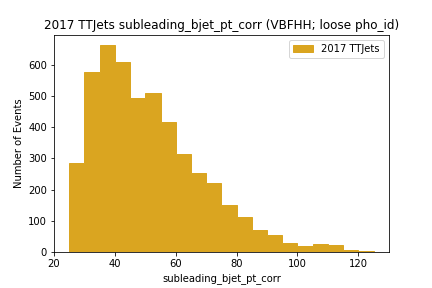 2017 TTJets subleading_bjet_pt_corr (VBFHH; loose pho_id)
2017 TTJets
Number of Events
600
500
400
300
200
100
0
20 40 60 80 100 120
subleading_bjet_pt_corr